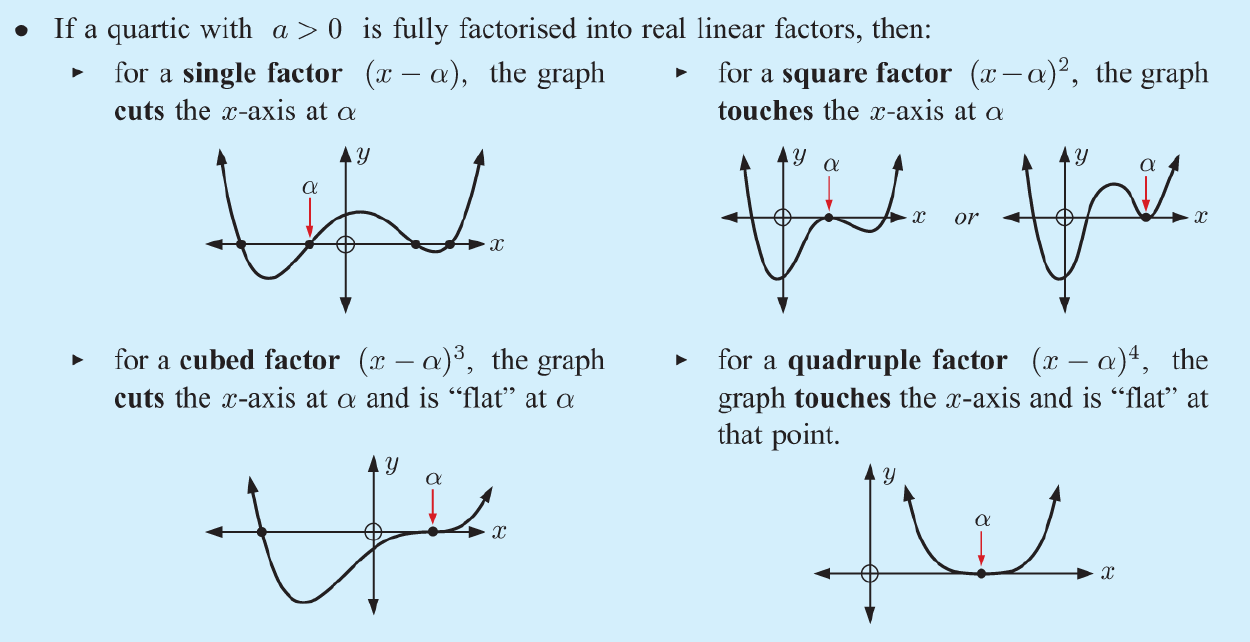 • If a quartic with a > 0 is fully factorised into real linear factors, then:
► for a single factor (x − α), the graph
cuts the x-axis at α
y
α
x
► for a square factor (x − α)², the graph
touches the x-axis at α
y
α
x
or
y
α
x
► for a cubed factor (x − α)³, the graph
cuts the x-axis at α and is “flat” at α
y
α
x
► for a quadruple factor (x − α)⁴, the
graph touches the x-axis and is “flat” at
that point.
y
α
x